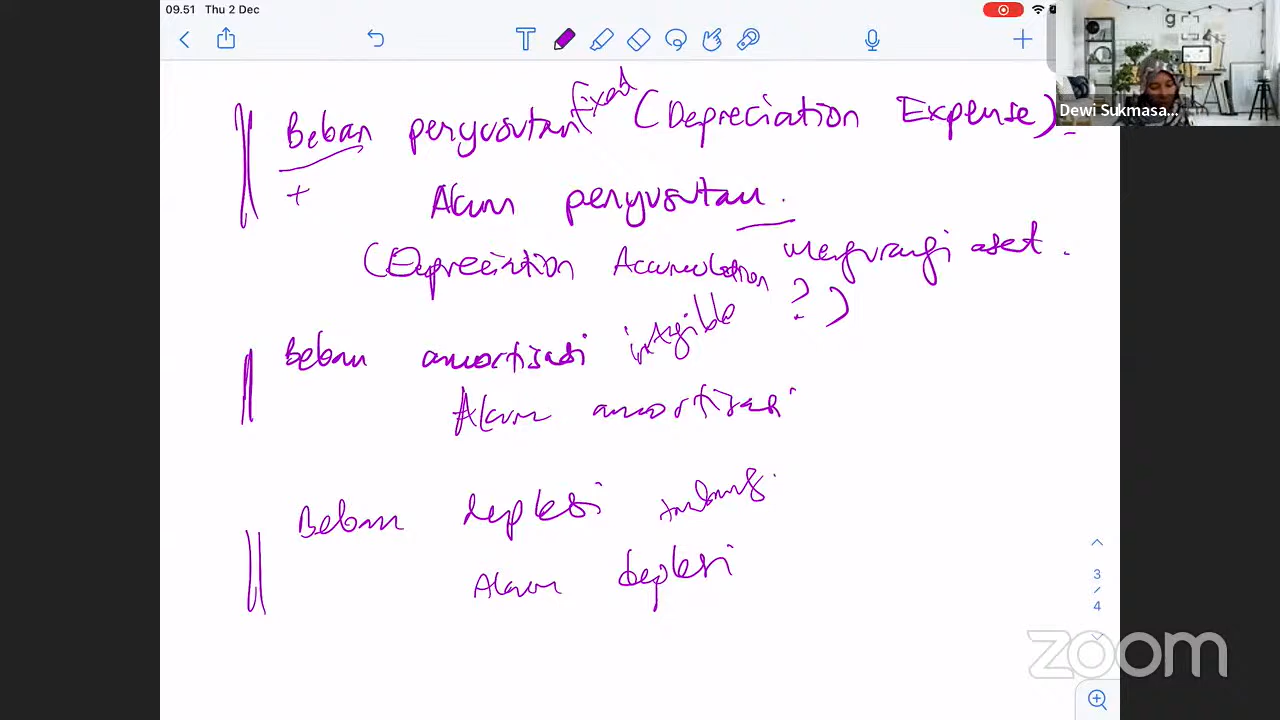 09.51 Thu 2 Dec
Dewi Sukmasa...
Beban penyusutan fixed (Depreciation Expense).
+
Akum penyusutan.
(Depreciation Accumulation mengurangi aset.
?)
Beban amortisasi intagible
Akum amortisasi
Beban deplesi tambang.
Akum deplesi
3
/
4
zoom